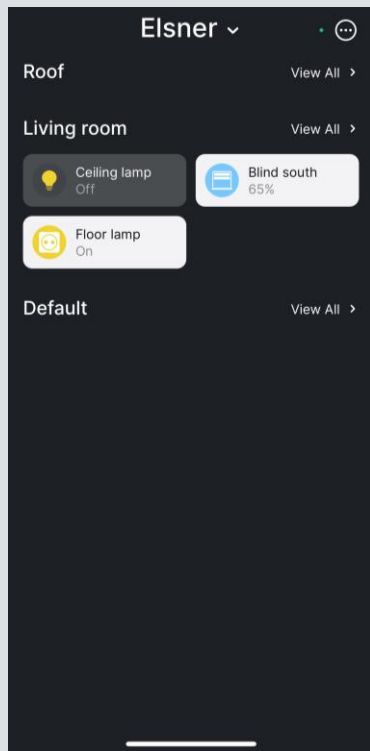 Elsner
Roof
View All
Living room
View All
Ceiling lamp
Off
Blind south
65%
Floor lamp
On
Default
View All